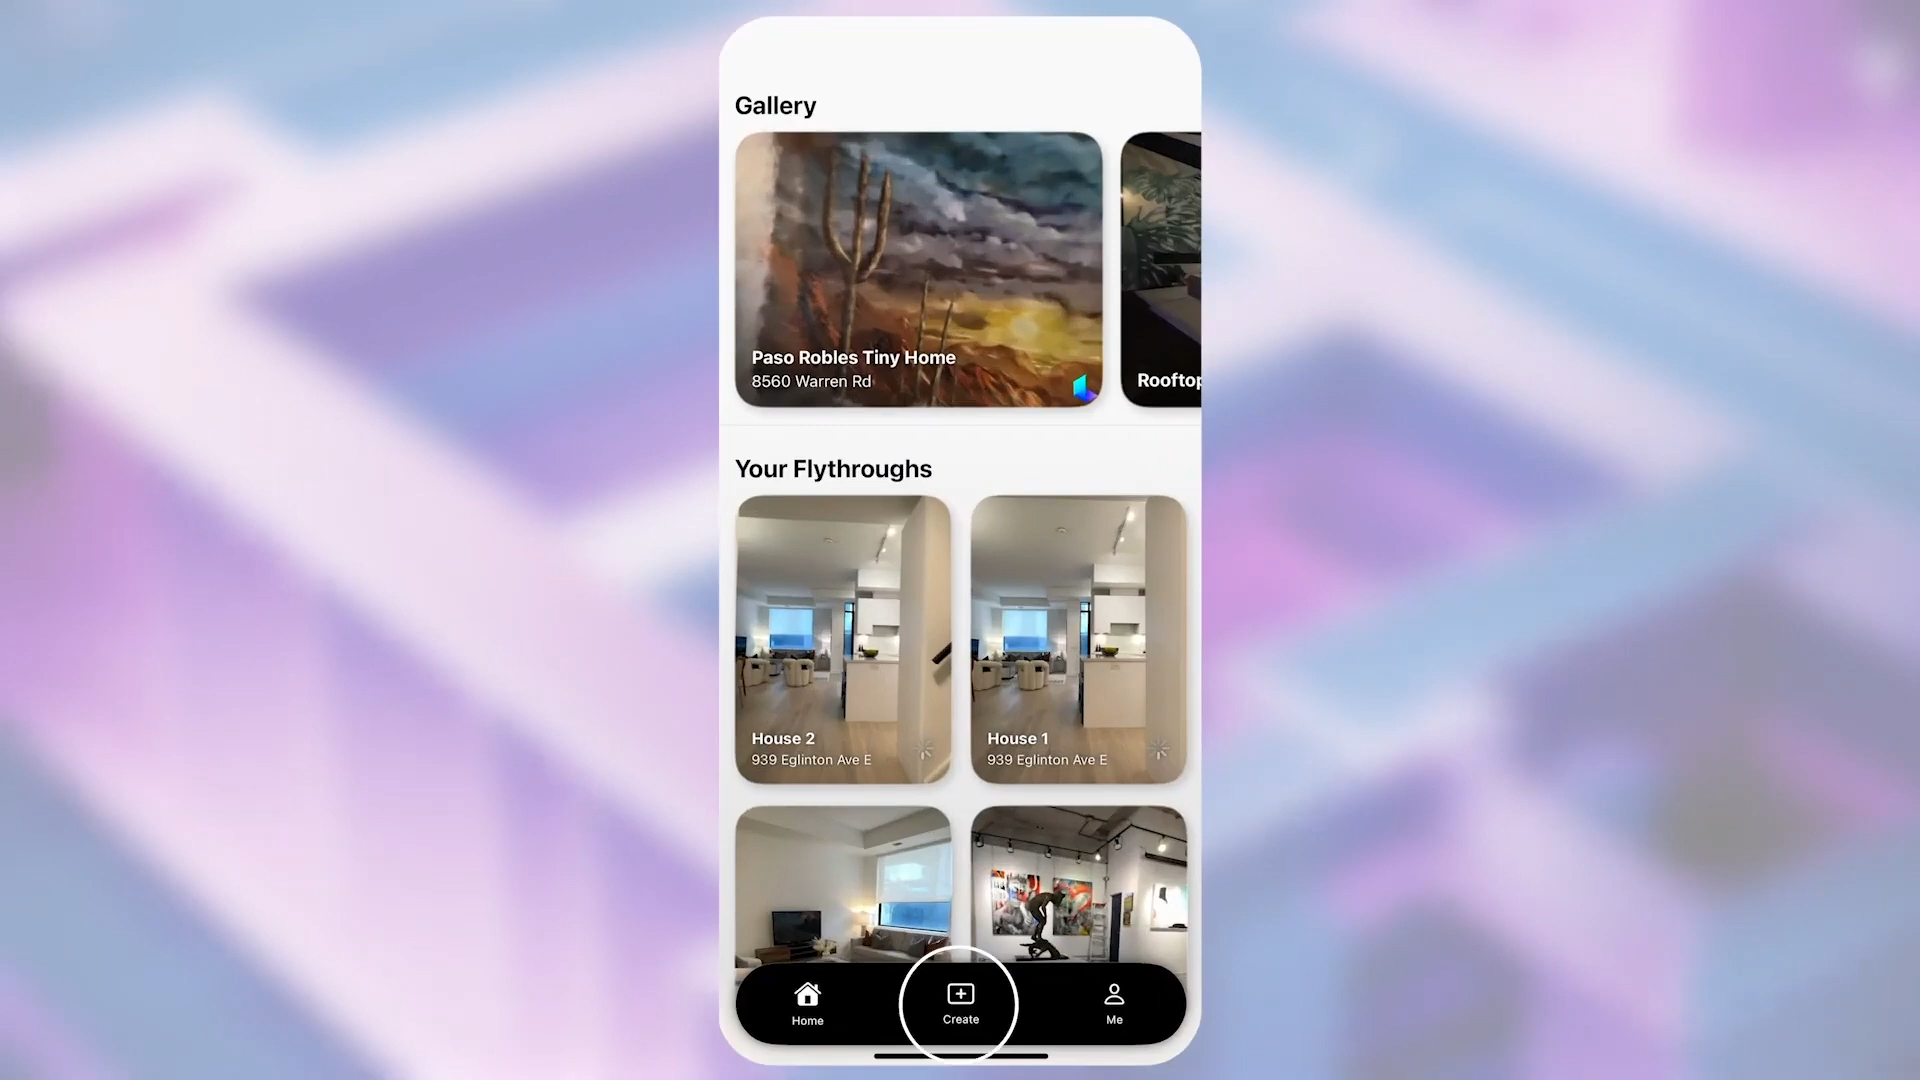 Gallery
Paso Robles Tiny Home
8560 Warren Rd
Rooftop
Your Flythroughs
House 2
939 Eglinton Ave E
House 1
939 Eglinton Ave E
Home
Create
Me